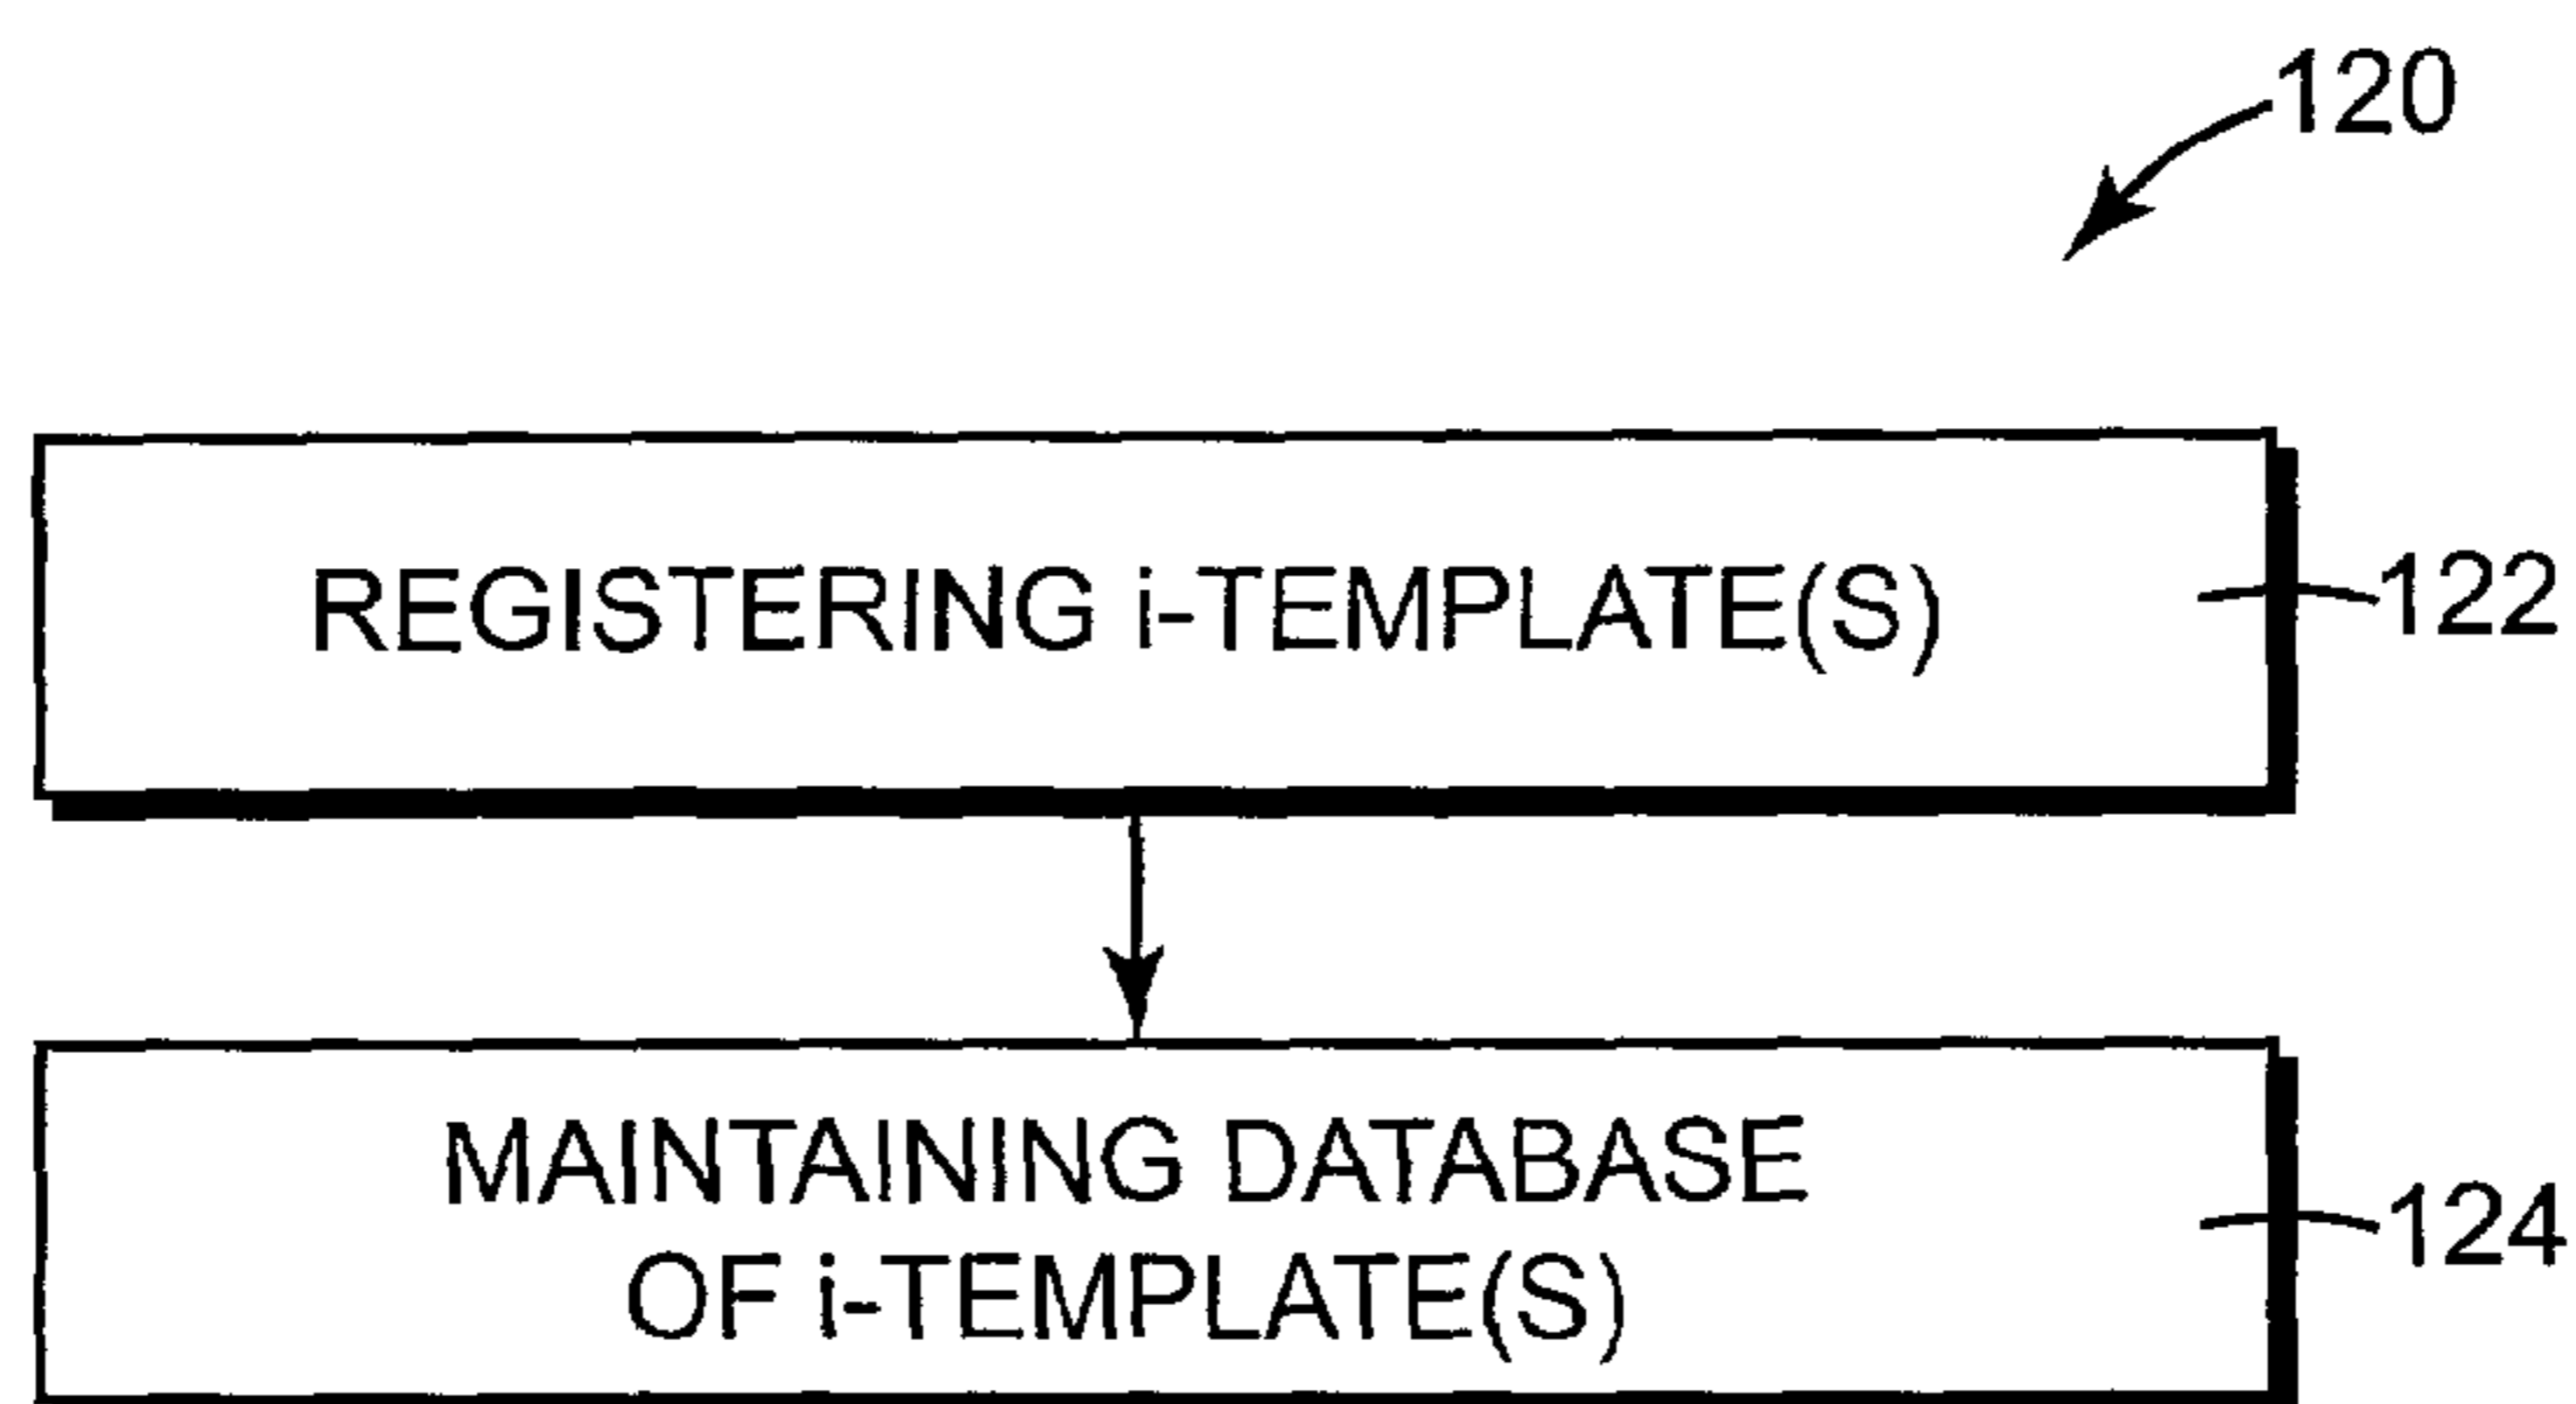 120
REGISTERING i-TEMPLATE(S)
122
MAINTAINING DATABASE
OF i-TEMPLATE(S)
124